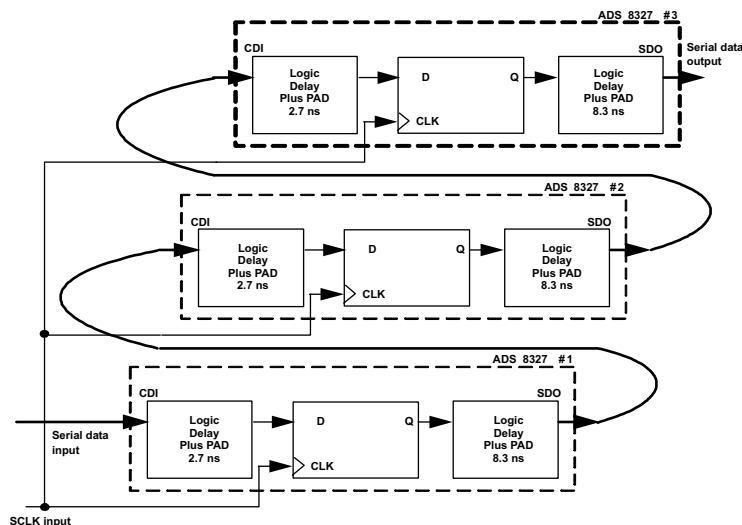 ADS 8327 #3
CDI
Logic
Delay
Plus PAD
2.7 ns
D
Q
CLK
SDO
Logic
Delay
Plus PAD
8.3 ns
Serial data
output
ADS 8327 #2
CDI
Logic
Delay
Plus PAD
2.7 ns
D
Q
CLK
SDO
Logic
Delay
Plus PAD
8.3 ns
ADS 8327 #1
CDI
Logic
Delay
Plus PAD
2.7 ns
D
Q
CLK
SDO
Logic
Delay
Plus PAD
8.3 ns
Serial data
input
SCLK input